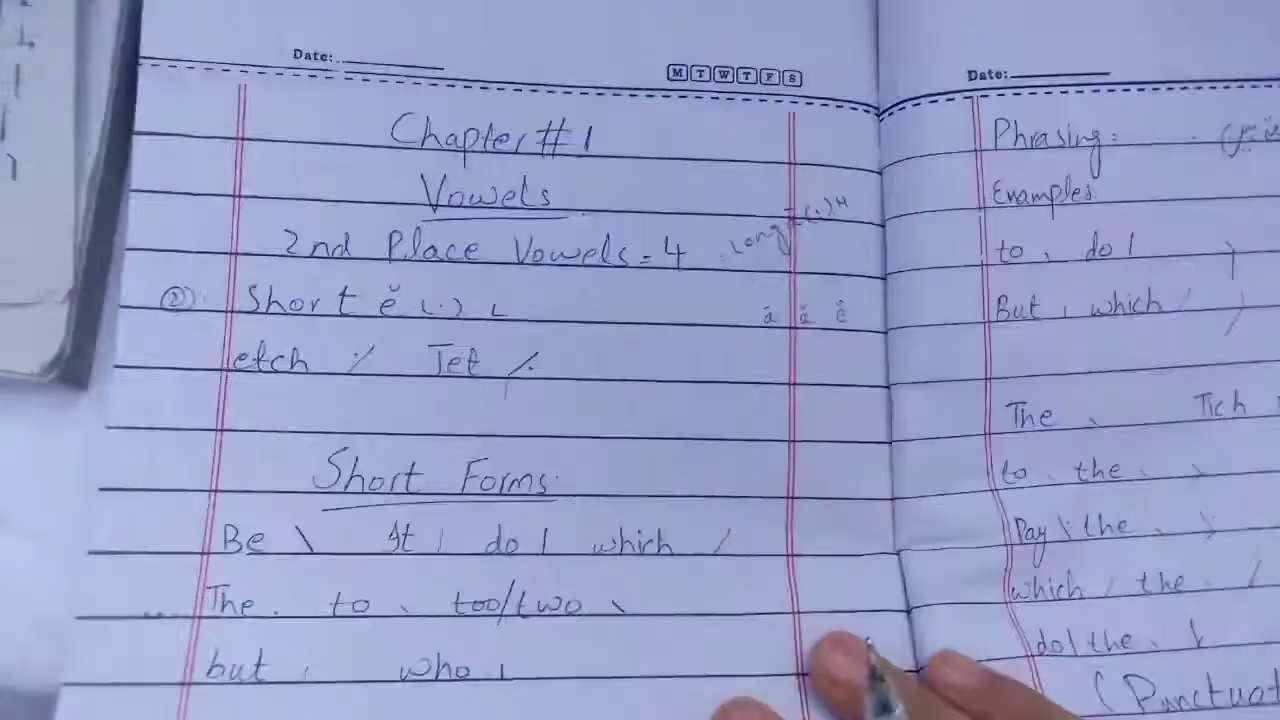 Date:
M T W T F S
Chapter #1
Vowels
2nd Place Vowels = 4
Long
② Short ĕ (.)
ā ă ĕ
etch Jet
Short Forms
Be \ It | do | which /
The . to . too/two \
but , who
Date:
Phrasing:
Examples
to , do |
But , which /
The Tich
to the
Pay \ the
which / the
do | the
(Punctuat